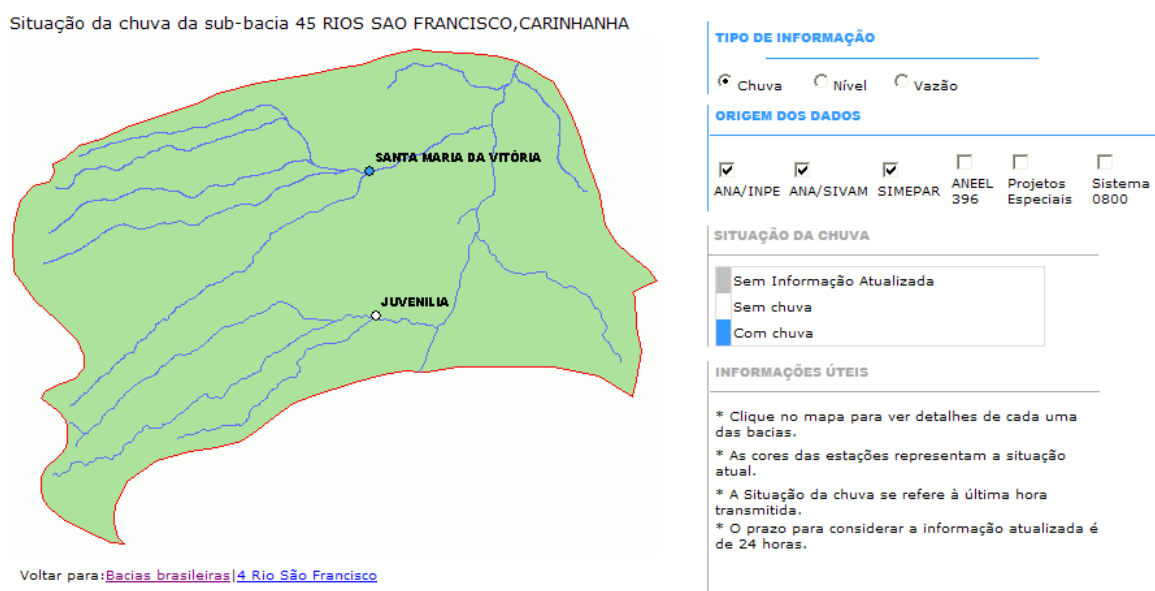 Situação da chuva da sub-bacia 45 RIOS SAO FRANCISCO,CARINHANHA
SANTA MARIA DA VITÓRIA
JUVENILIA
Voltar para:Bacias brasileiras|4 Rio São Francisco
TIPO DE INFORMAÇÃO
Chuva Nível Vazão
ORIGEM DOS DADOS
ANA/INPE ANA/SIVAM SIMEPAR ANEEL 396 Projetos Especiais Sistema 0800
SITUAÇÃO DA CHUVA
Sem Informação Atualizada
Sem chuva
Com chuva
INFORMAÇÕES ÚTEIS
* Clique no mapa para ver detalhes de cada uma
das bacias.
* As cores das estações representam a situação
atual.
* A Situação da chuva se refere à última hora
transmitida.
* O prazo para considerar a informação atualizada é
de 24 horas.